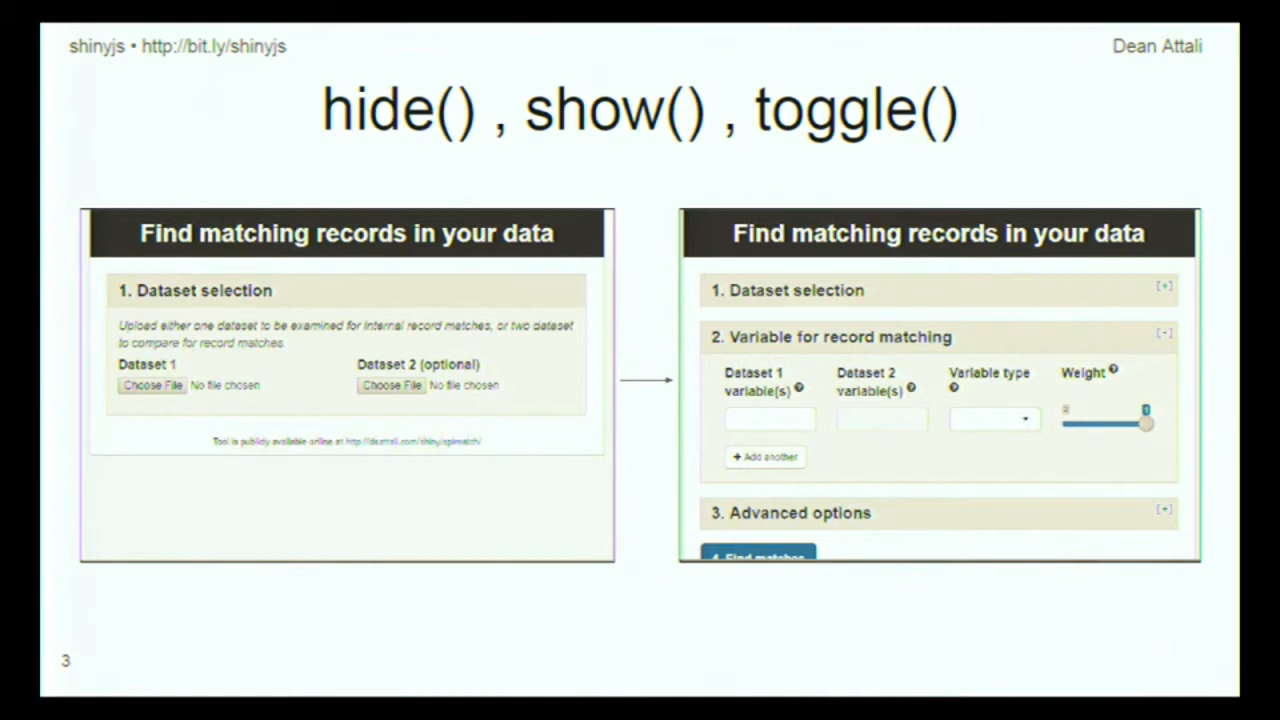 shinyjs • http://bit.ly/shinyjs
Dean Attali
hide() , show() , toggle()
Find matching records in your data
1. Dataset selection
Upload either one dataset to be examined for internal record matches, or two dataset
to compare for record matches.
Dataset 1
Dataset 2 (optional)
Choose File No file chosen
Choose File No file chosen
Tool is publicly available online at http://deanattali.com/shiny/epimatch/
Find matching records in your data
1. Dataset selection [+]
2. Variable for record matching [-]
Dataset 1
variable(s)
Dataset 2
variable(s)
Variable type
Weight
1
+ Add another
3. Advanced options [+]
4. Find matches
3